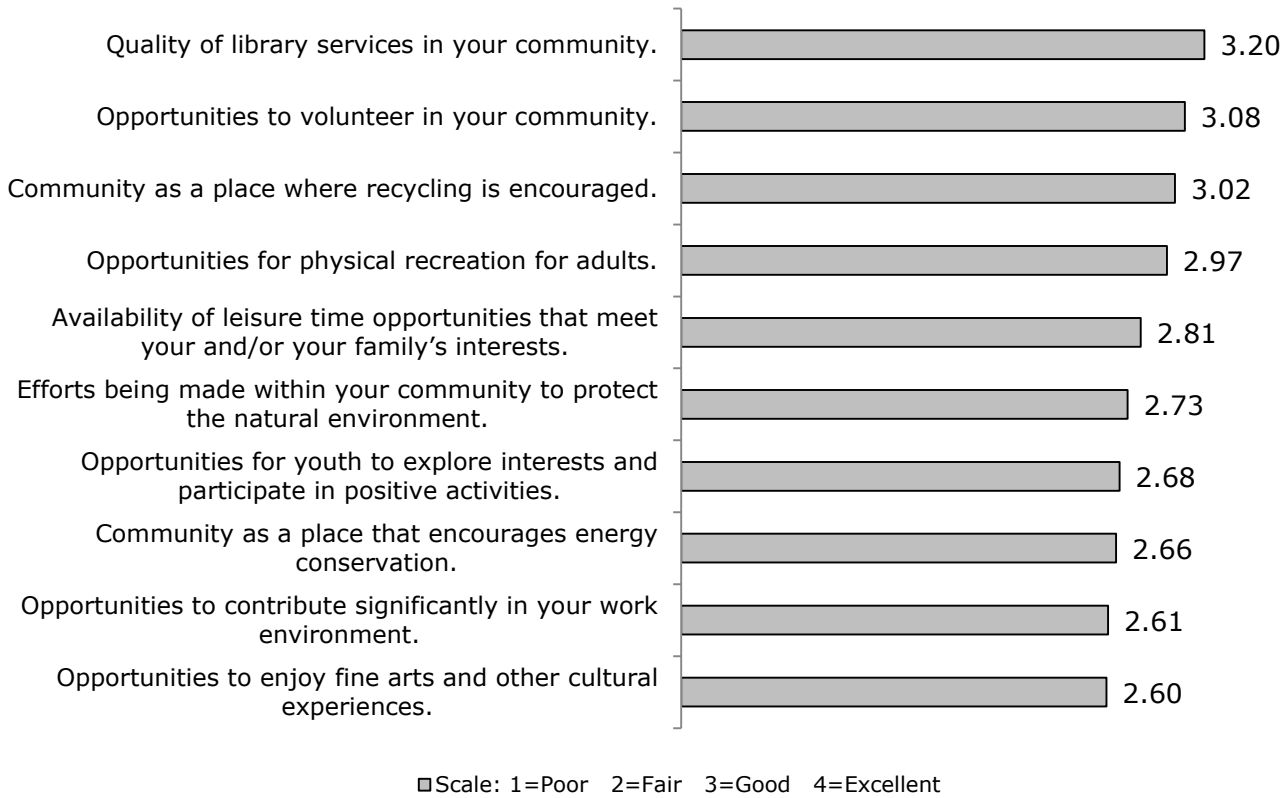 Quality of library services in your community.
3.20
Opportunities to volunteer in your community.
3.08
Community as a place where recycling is encouraged.
3.02
Opportunities for physical recreation for adults.
2.97
Availability of leisure time opportunities that meet
your and/or your family’s interests.
2.81
Efforts being made within your community to protect
the natural environment.
2.73
Opportunities for youth to explore interests and
participate in positive activities.
2.68
Community as a place that encourages energy
conservation.
2.66
Opportunities to contribute significantly in your work
environment.
2.61
Opportunities to enjoy fine arts and other cultural
experiences.
2.60
Scale: 1=Poor 2=Fair 3=Good 4=Excellent